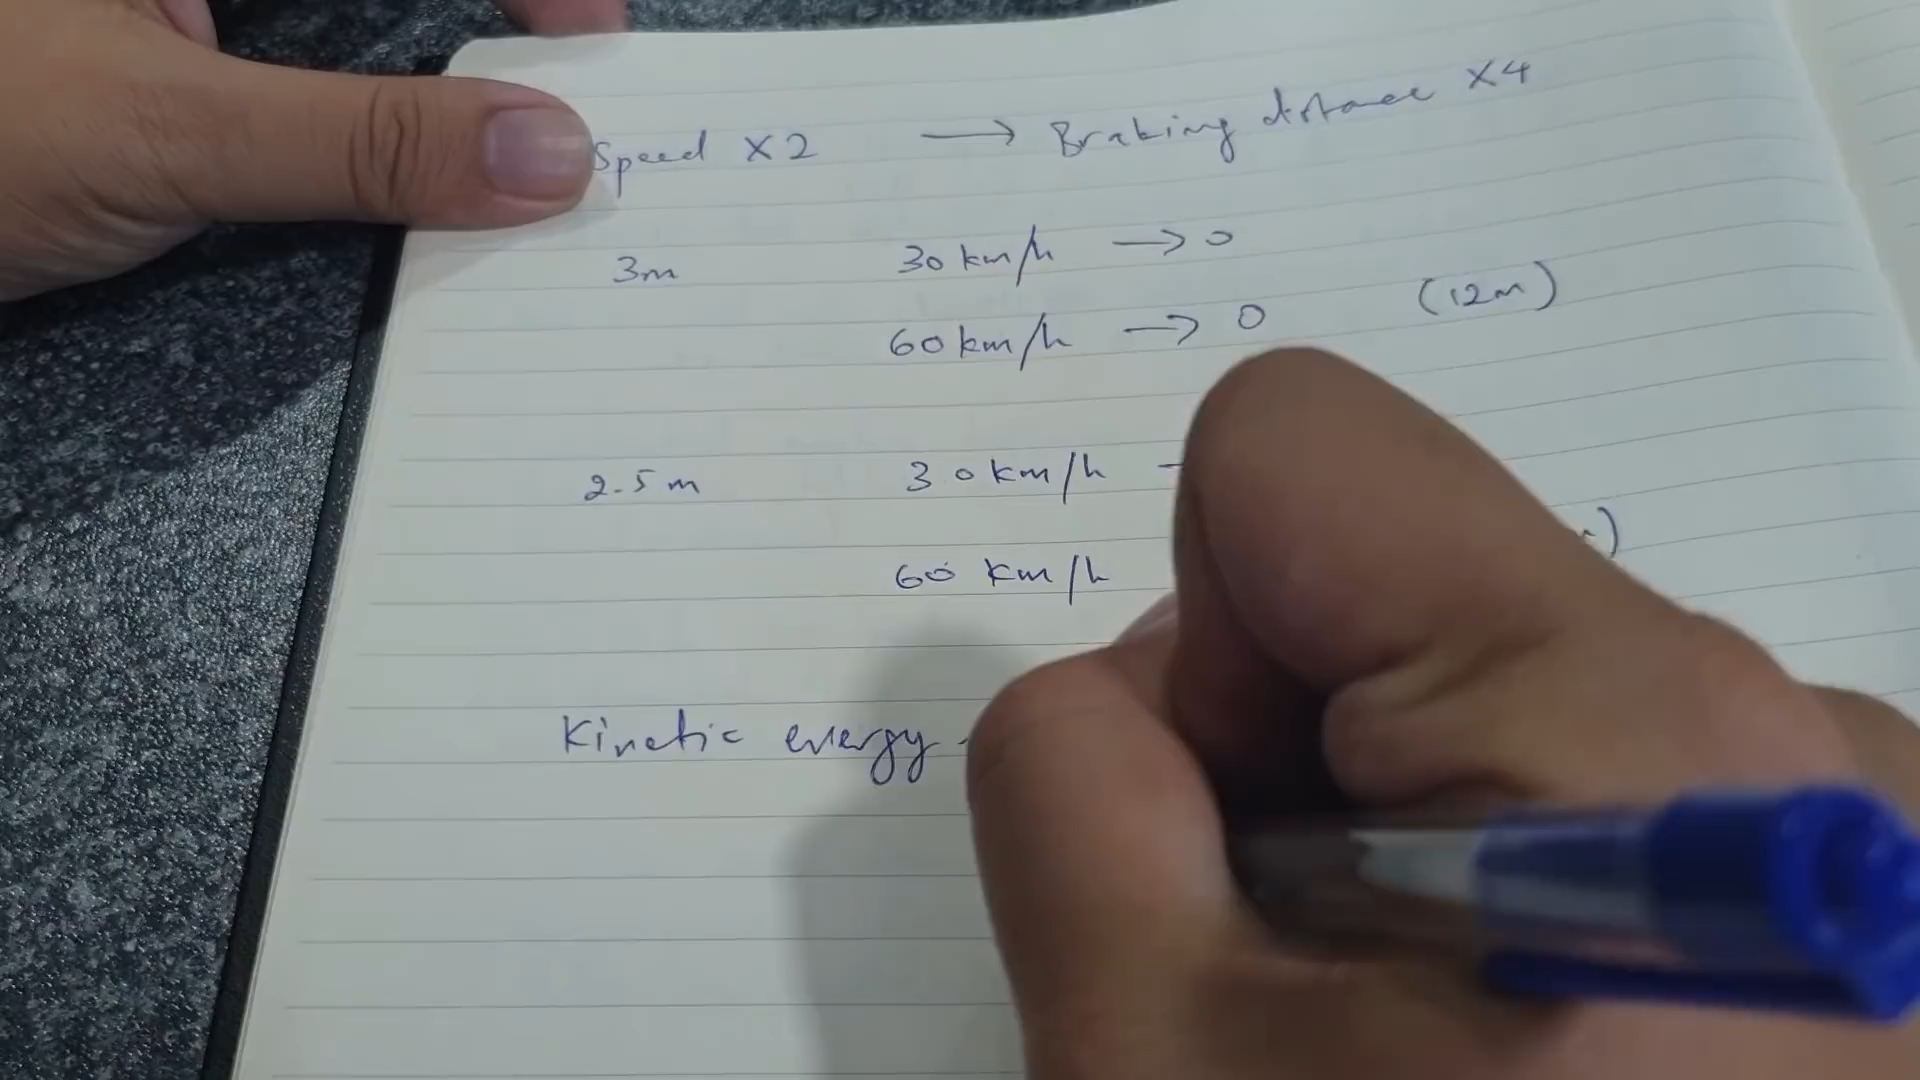 Speed X2 → Braking distance X4
3m 30 km/h → 0
60 km/h → 0 (12m)
2.5 m 30 km/h
60 km/h
Kinetic energy